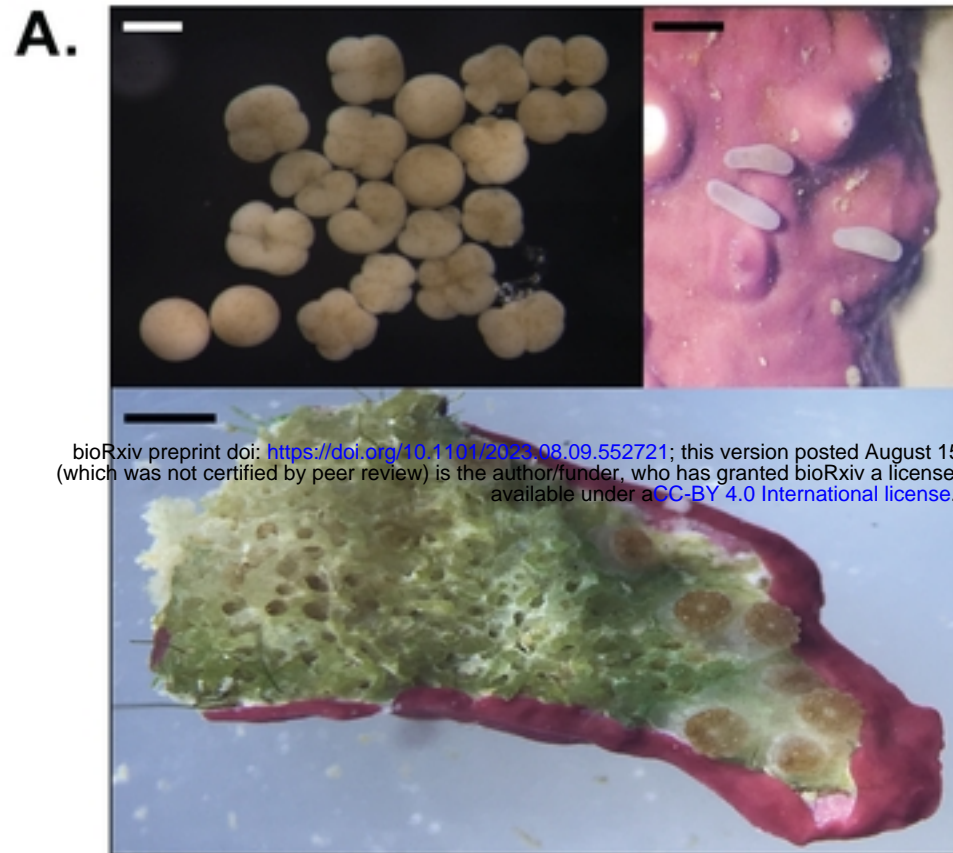 A.
bioRxiv preprint doi: https://doi.org/10.1101/2023.08.09.552721; this version posted August 15
(which was not certified by peer review) is the author/funder, who has granted bioRxiv a license
available under aCC-BY 4.0 International license.